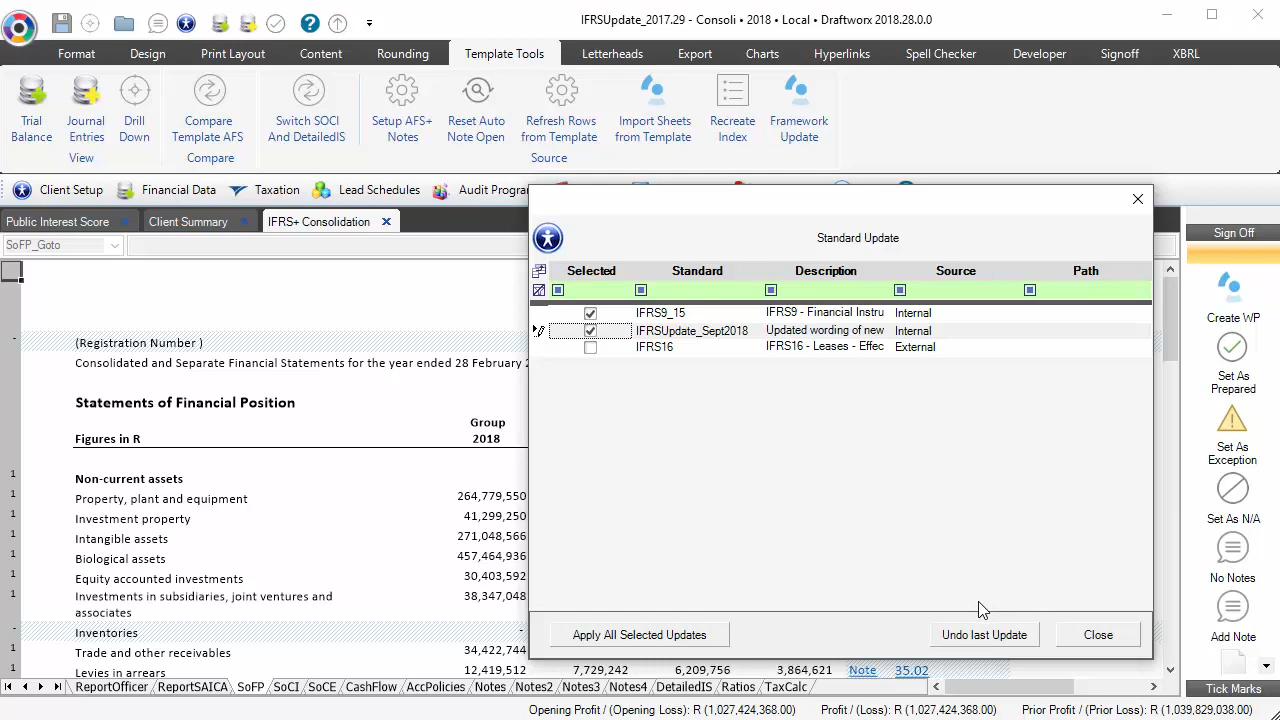 IFRSUpdate_2017.29 - Consoli • 2018 • Local • Draftworx 2018.28.0.0
Format Design Print Layout Content Rounding Template Tools Letterheads Export Charts Hyperlinks Spell Checker Developer Signoff XBRL
Trial Journal Drill Compare Switch SOCI Setup AFS+ Reset Auto Refresh Rows Import Sheets Recreate Framework
Balance Entries Down Template AFS And DetailedIS Notes Note Open from Template from Template Index Update
View Compare Source
Client Setup Financial Data Taxation Lead Schedules Audit Progra
Public Interest Score Client Summary IFRS+ Consolidation
SoFP_Goto
Standard Update
Selected Standard Description Source Path
IFRS9_15 IFRS9 - Financial Instru Internal
IFRSUpdate_Sept2018 Updated wording of new Internal
IFRS16 IFRS16 - Leases - Effec External
Apply All Selected Updates Undo last Update Close
- (Registration Number )
Consolidated and Separate Financial Statements for the year ended 28 February 2
Statements of Financial Position
Group
Figures in R 2018
1 Non-current assets
1 Property, plant and equipment 264,779,550
1 Investment property 41,299,250
1 Intangible assets 271,048,566
1 Biological assets 457,464,936
1 Equity accounted investments 30,403,592
1 Investments in subsidiaries, joint ventures and 38,347,048
associates
- Inventories -
1 Trade and other receivables 34,422,744
1 Levies in arrears 12,419,512 7,729,242 6,209,756 3,864,621 Note 35.02
ReportOfficer ReportSAICA SoFP SoCI SoCE CashFlow AccPolicies Notes Notes2 Notes3 Notes4 DetailedIS Ratios TaxCalc
Opening Profit / (Opening Loss): R (1,027,424,368.00) Profit / (Loss): R (1,027,424,368.00) Prior Profit / (Prior Loss): R (1,039,829,038.00)
Sign Off
Create WP
Set As
Prepared
Set As
Exception
Set As N/A
No Notes
Add Note
Tick Marks